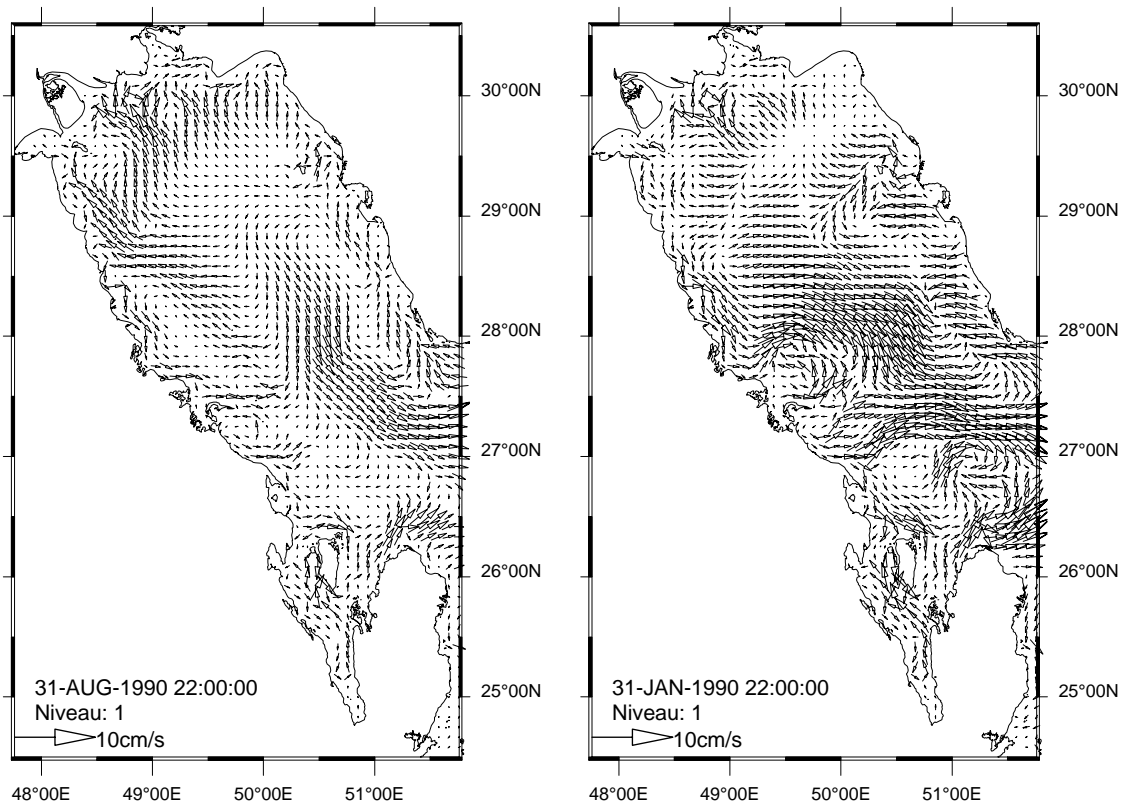 30°00N
29°00N
28°00N
27°00N
26°00N
25°00N
31-AUG-1990 22:00:00
Niveau: 1
10cm/s
48°00E 49°00E 50°00E 51°00E
30°00N
29°00N
28°00N
27°00N
26°00N
25°00N
31-JAN-1990 22:00:00
Niveau: 1
10cm/s
48°00E 49°00E 50°00E 51°00E